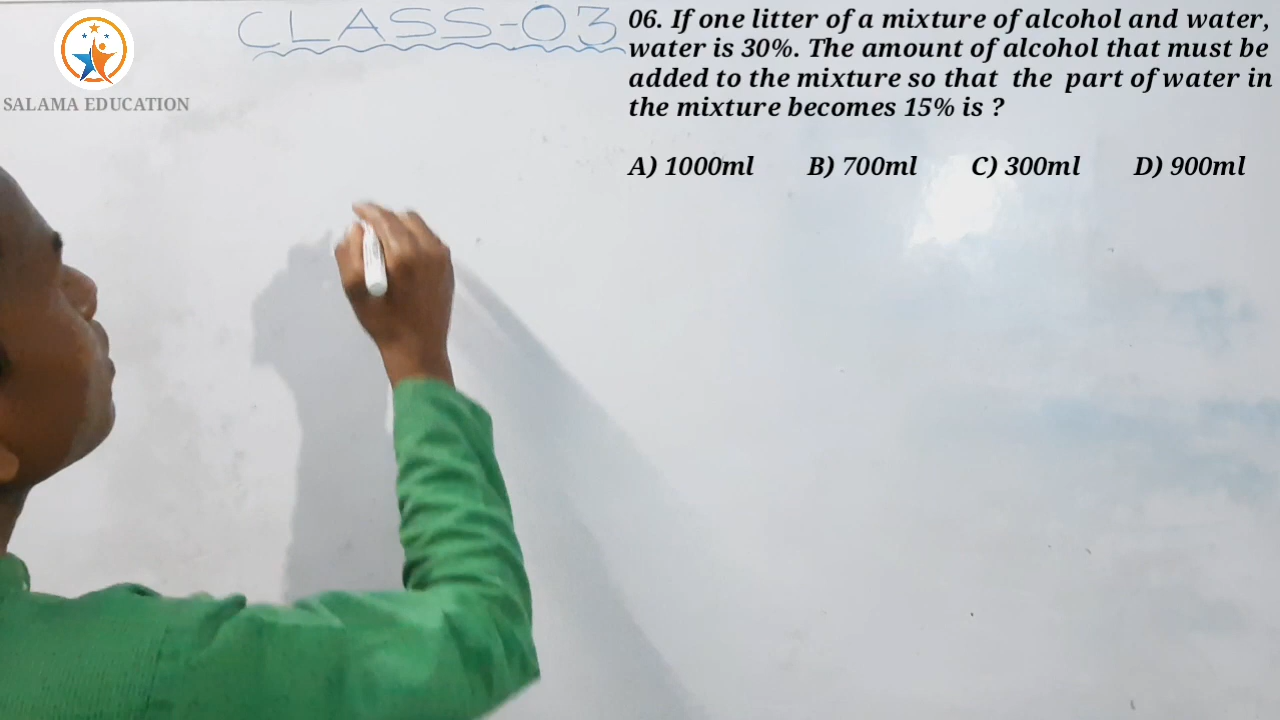 CLASS-03
SALAMA EDUCATION
06. If one litter of a mixture of alcohol and water,
water is 30%. The amount of alcohol that must be
added to the mixture so that the part of water in
the mixture becomes 15% is ?
A) 1000ml B) 700ml C) 300ml D) 900ml